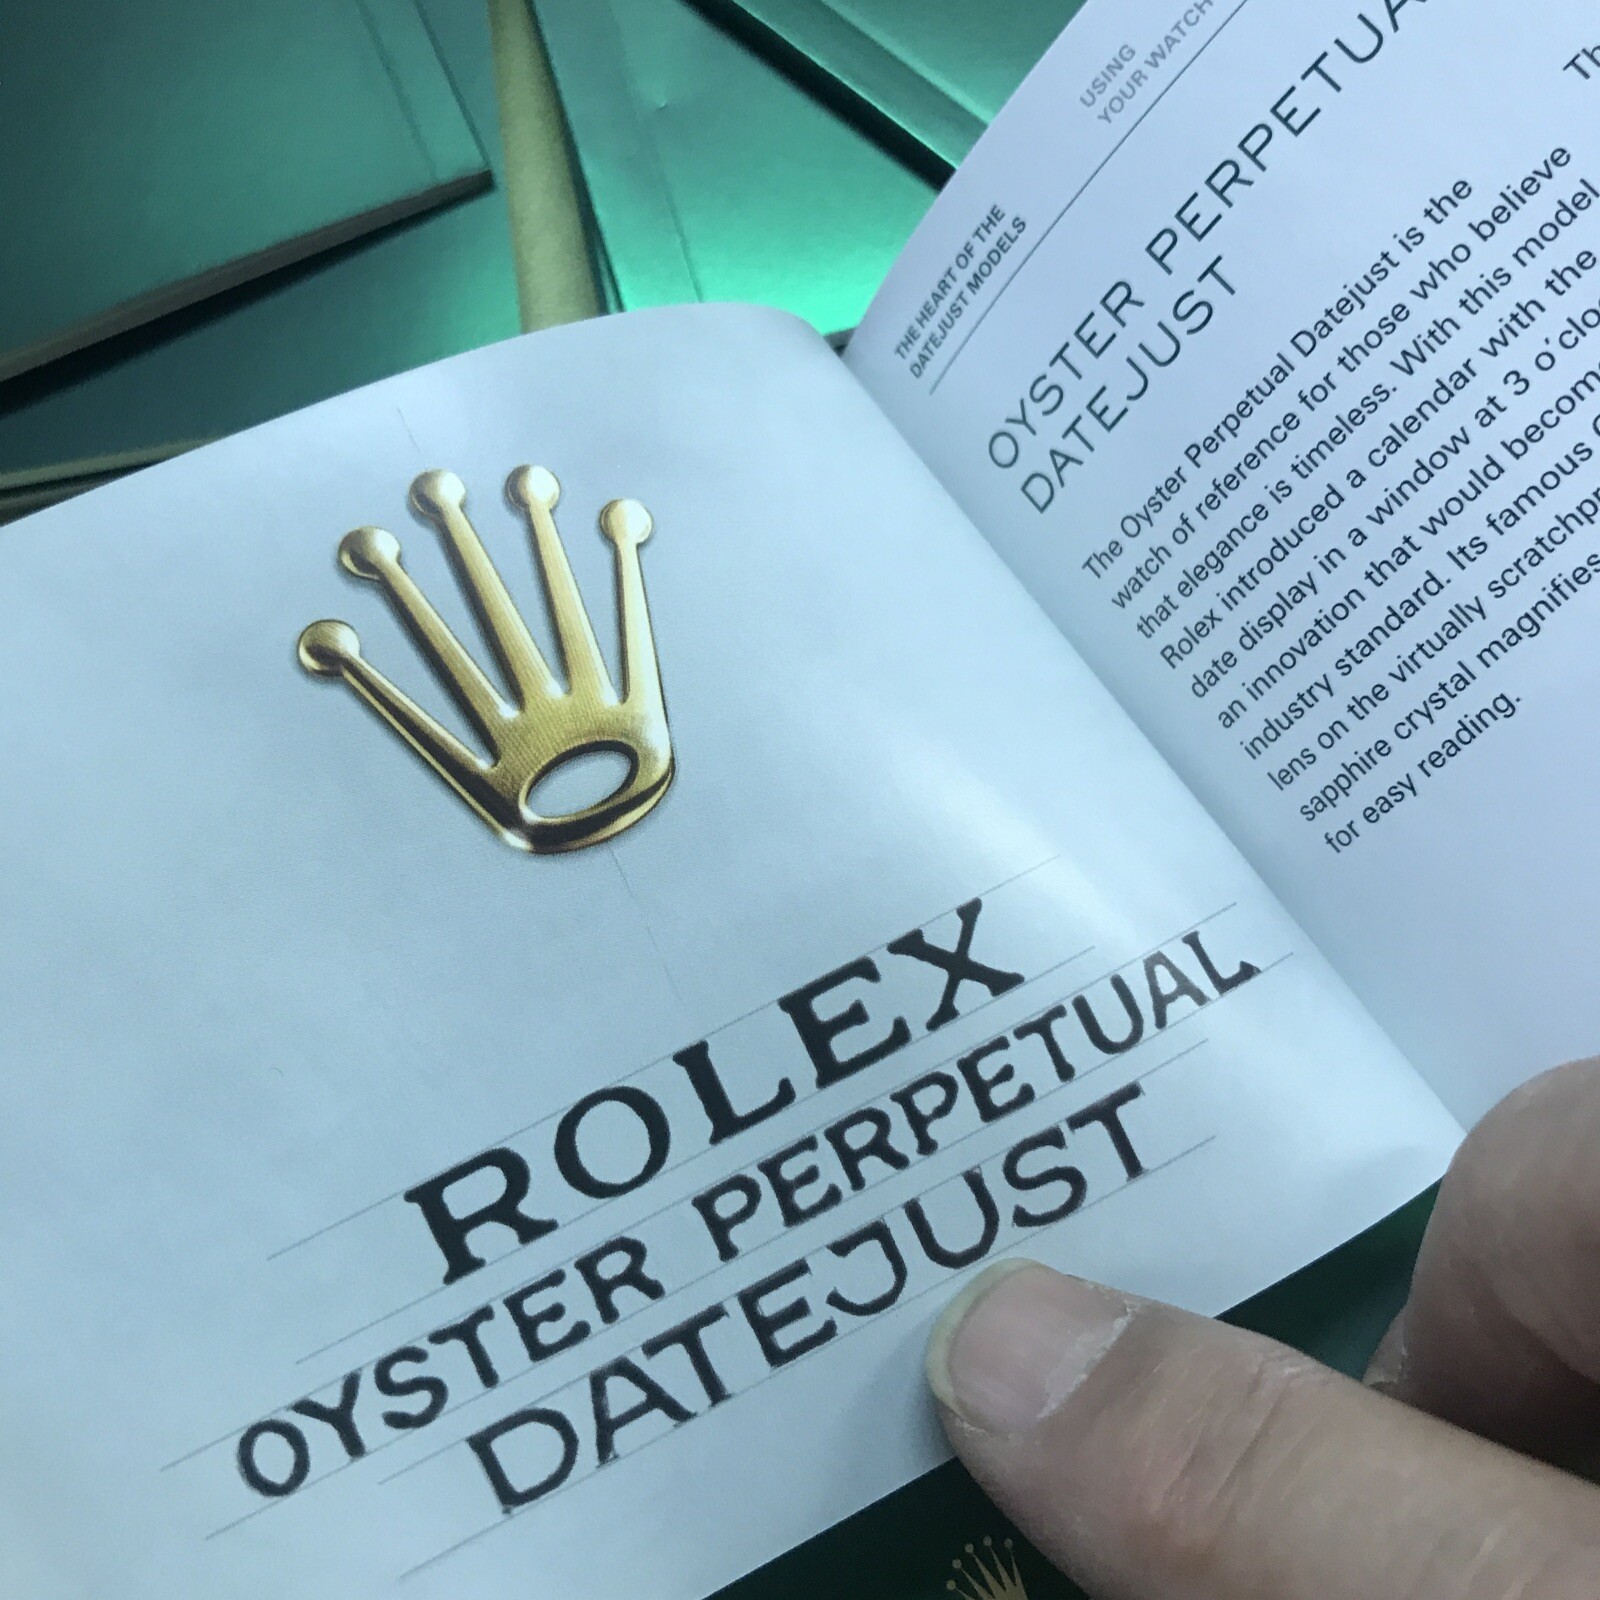 ROLEX
OYSTER PERPETUAL
DATEJUST
USING
YOUR WATCH
THE HEART OF THE
DATEJUST MODELS
OYSTER PERPETUA
DATEJUST
The Oyster Perpetual Datejust is the
watch of reference for those who believe
that elegance is timeless. With this model
Rolex introduced a calendar with the
date display in a window at 3 o'clo
an innovation that would become
industry standard. Its famous
lens on the virtually scratchpr
sapphire crystal magnifies
for easy reading.
Th